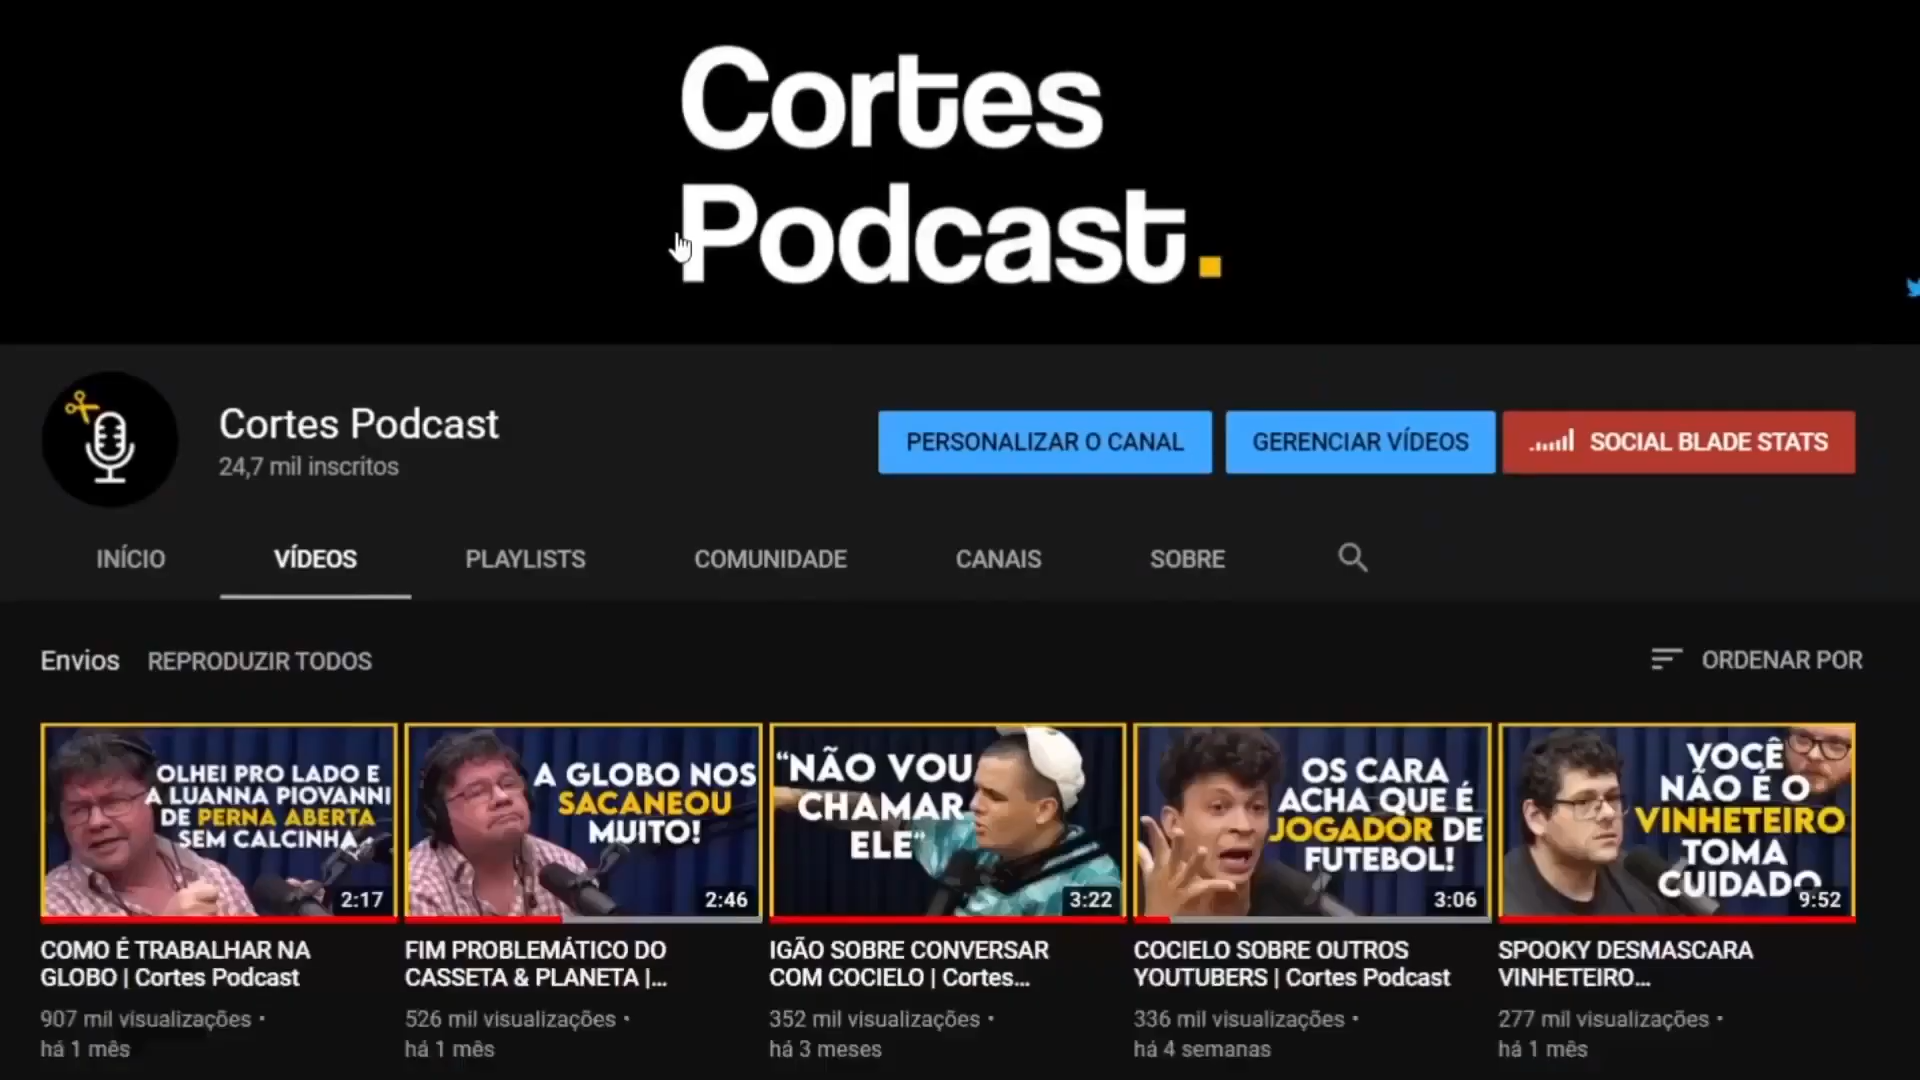 Cortes
Podcast.
Cortes Podcast
24,7 mil inscritos
PERSONALIZAR O CANAL
GERENCIAR VÍDEOS
SOCIAL BLADE STATS
INÍCIO
VÍDEOS
PLAYLISTS
COMUNIDADE
CANAIS
SOBRE
Envios
REPRODUZIR TODOS
ORDENAR POR
OLHEI PRO LADO E
A LUANNA PIOVANNI
DE PERNA ABERTA
SEM CALCINHA
2:17
COMO É TRABALHAR NA
GLOBO | Cortes Podcast
907 mil visualizações •
há 1 mês
A GLOBO NOS
SACANEOU
MUITO!
2:46
FIM PROBLEMÁTICO DO
CASSETA & PLANETA |...
526 mil visualizações •
há 1 mês
"NÃO VOU
CHAMAR
ELE"
3:22
IGÃO SOBRE CONVERSAR
COM COCIELO | Cortes...
352 mil visualizações •
há 3 meses
OS CARA
ACHA QUE É
JOGADOR DE
FUTEBOL!
3:06
COCIELO SOBRE OUTROS
YOUTUBERS | Cortes Podcast
336 mil visualizações •
há 4 semanas
VOCÊ
NÃO É O
VINHETEIRO
TOMA
CUIDADO
9:52
SPOOKY DESMASCARA
VINHETEIRO...
277 mil visualizações •
há 1 mês